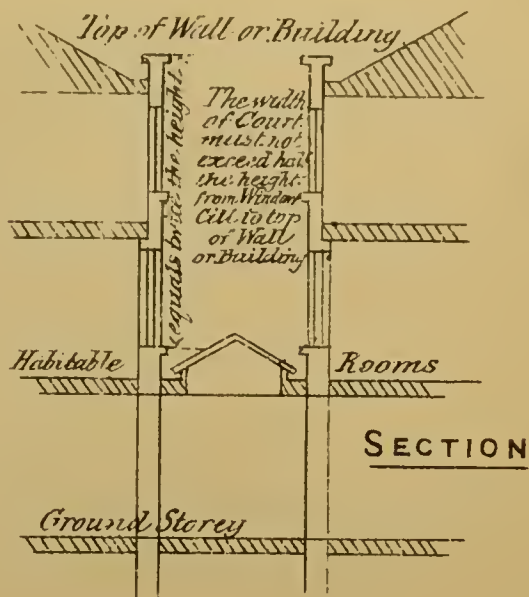 Top of Wall or Building
equals twice the height
The width
of Court
must not
exceed half
the height
from Window
Cill to top
of Wall
or Building
Habitable Rooms
SECTION
Ground Storey